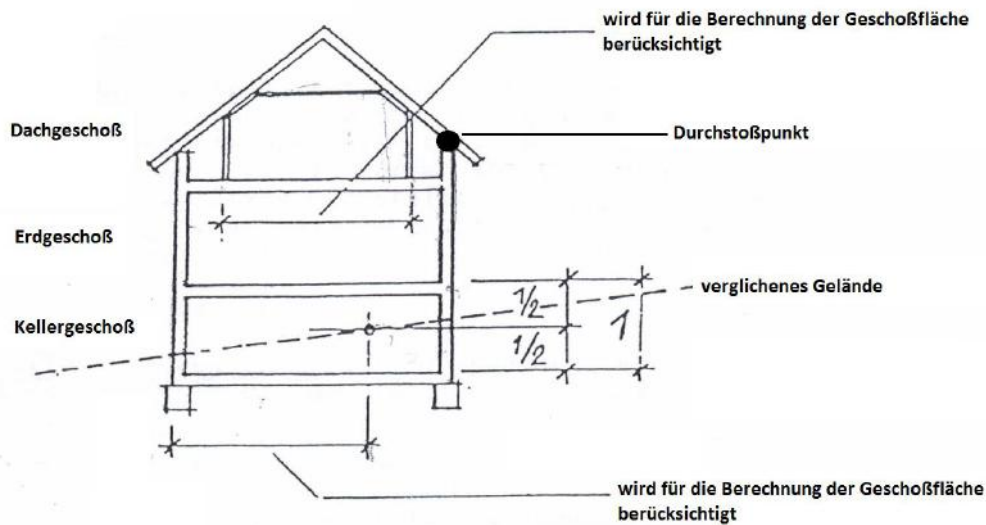 wird für die Berechnung der Geschoßfläche
berücksichtigt
Dachgeschoß
Durchstoßpunkt
Erdgeschoß
verglichenes Gelände
Kellergeschoß
1/2
1
1/2
wird für die Berechnung der Geschoßfläche
berücksichtigt